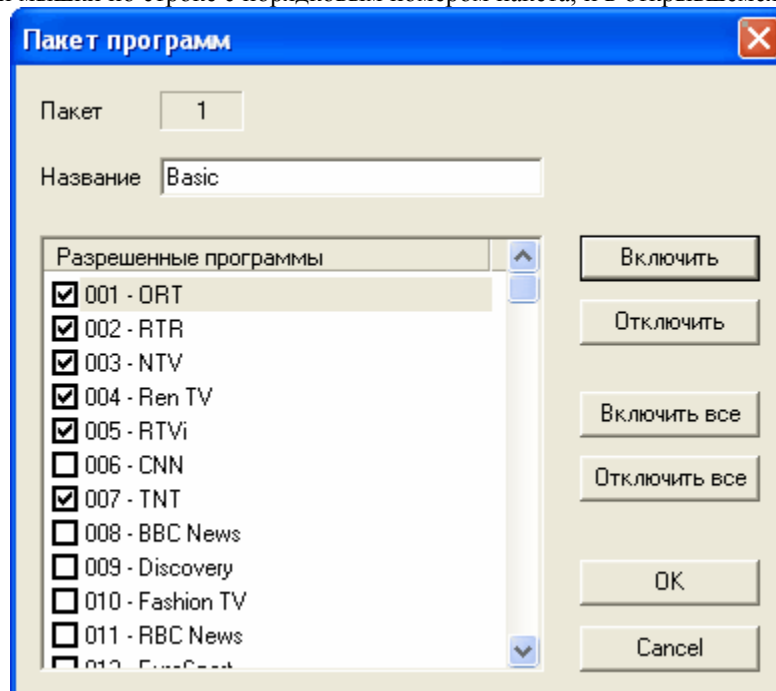 Пакет программ
Пакет 1
Название Basic
Разрешенные программы
001 - ORT
002 - RTR
003 - NTV
004 - Ren TV
005 - RTVi
006 - CNN
007 - TNT
008 - BBC News
009 - Discovery
010 - Fashion TV
011 - RBC News
Включить
Отключить
Включить все
Отключить все
OK
Cancel